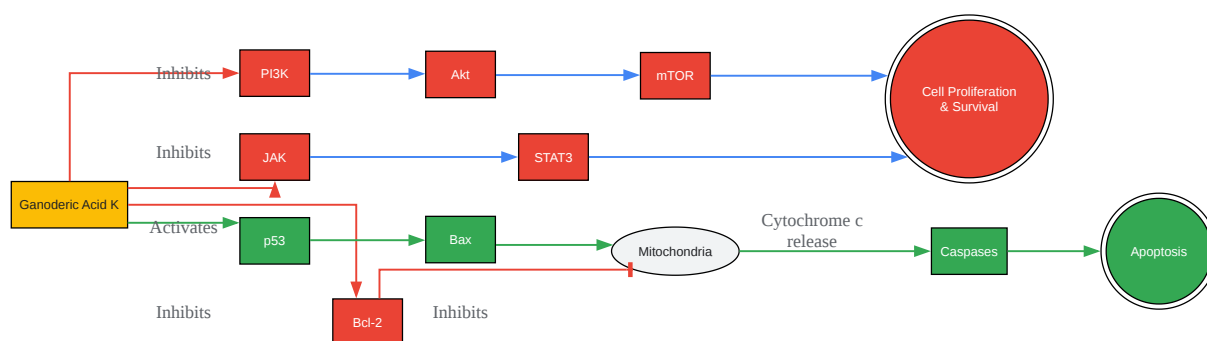 Inhibits
PI3K
Akt
mTOR
Cell Proliferation
& Survival
Inhibits
JAK
STAT3
Ganoderic Acid K
Activates
p53
Bax
Mitochondria
Cytochrome c
release
Caspases
Apoptosis
Inhibits
Bcl-2
Inhibits